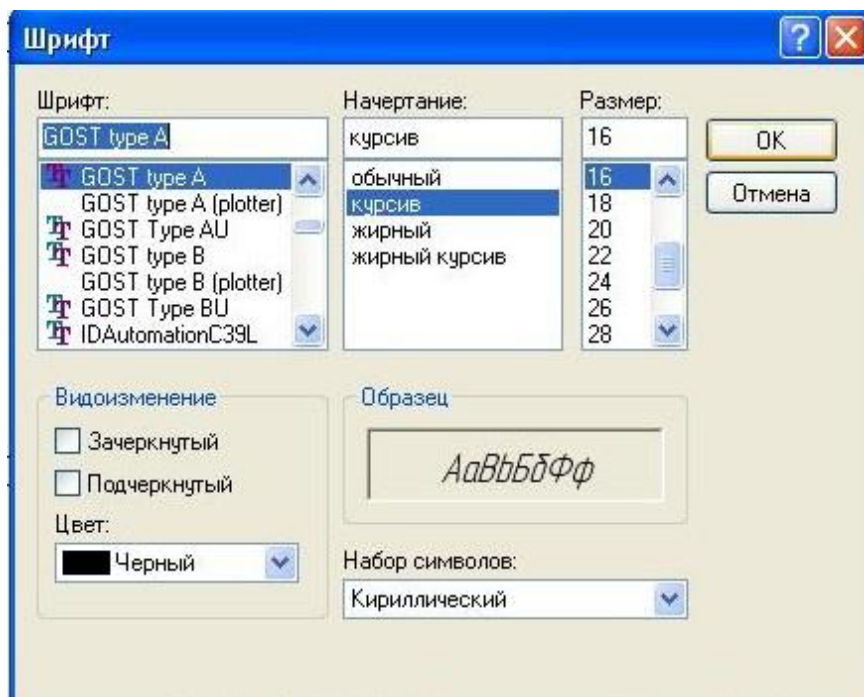 Шрифт
Шрифт:
GOST type A
GOST type A
GOST type A (plotter)
GOST Type AU
GOST type B
GOST type B (plotter)
GOST Type BU
IDAutomationC39L
Начертание:
курсив
обычный
курсив
жирный
жирный курсив
Размер:
16
16
18
20
22
24
26
28
OK
Отмена
Видоизменение
Зачеркнутый
Подчеркнутый
Цвет:
Черный
Образец
АаВbБбФф
Набор символов:
Кириллический